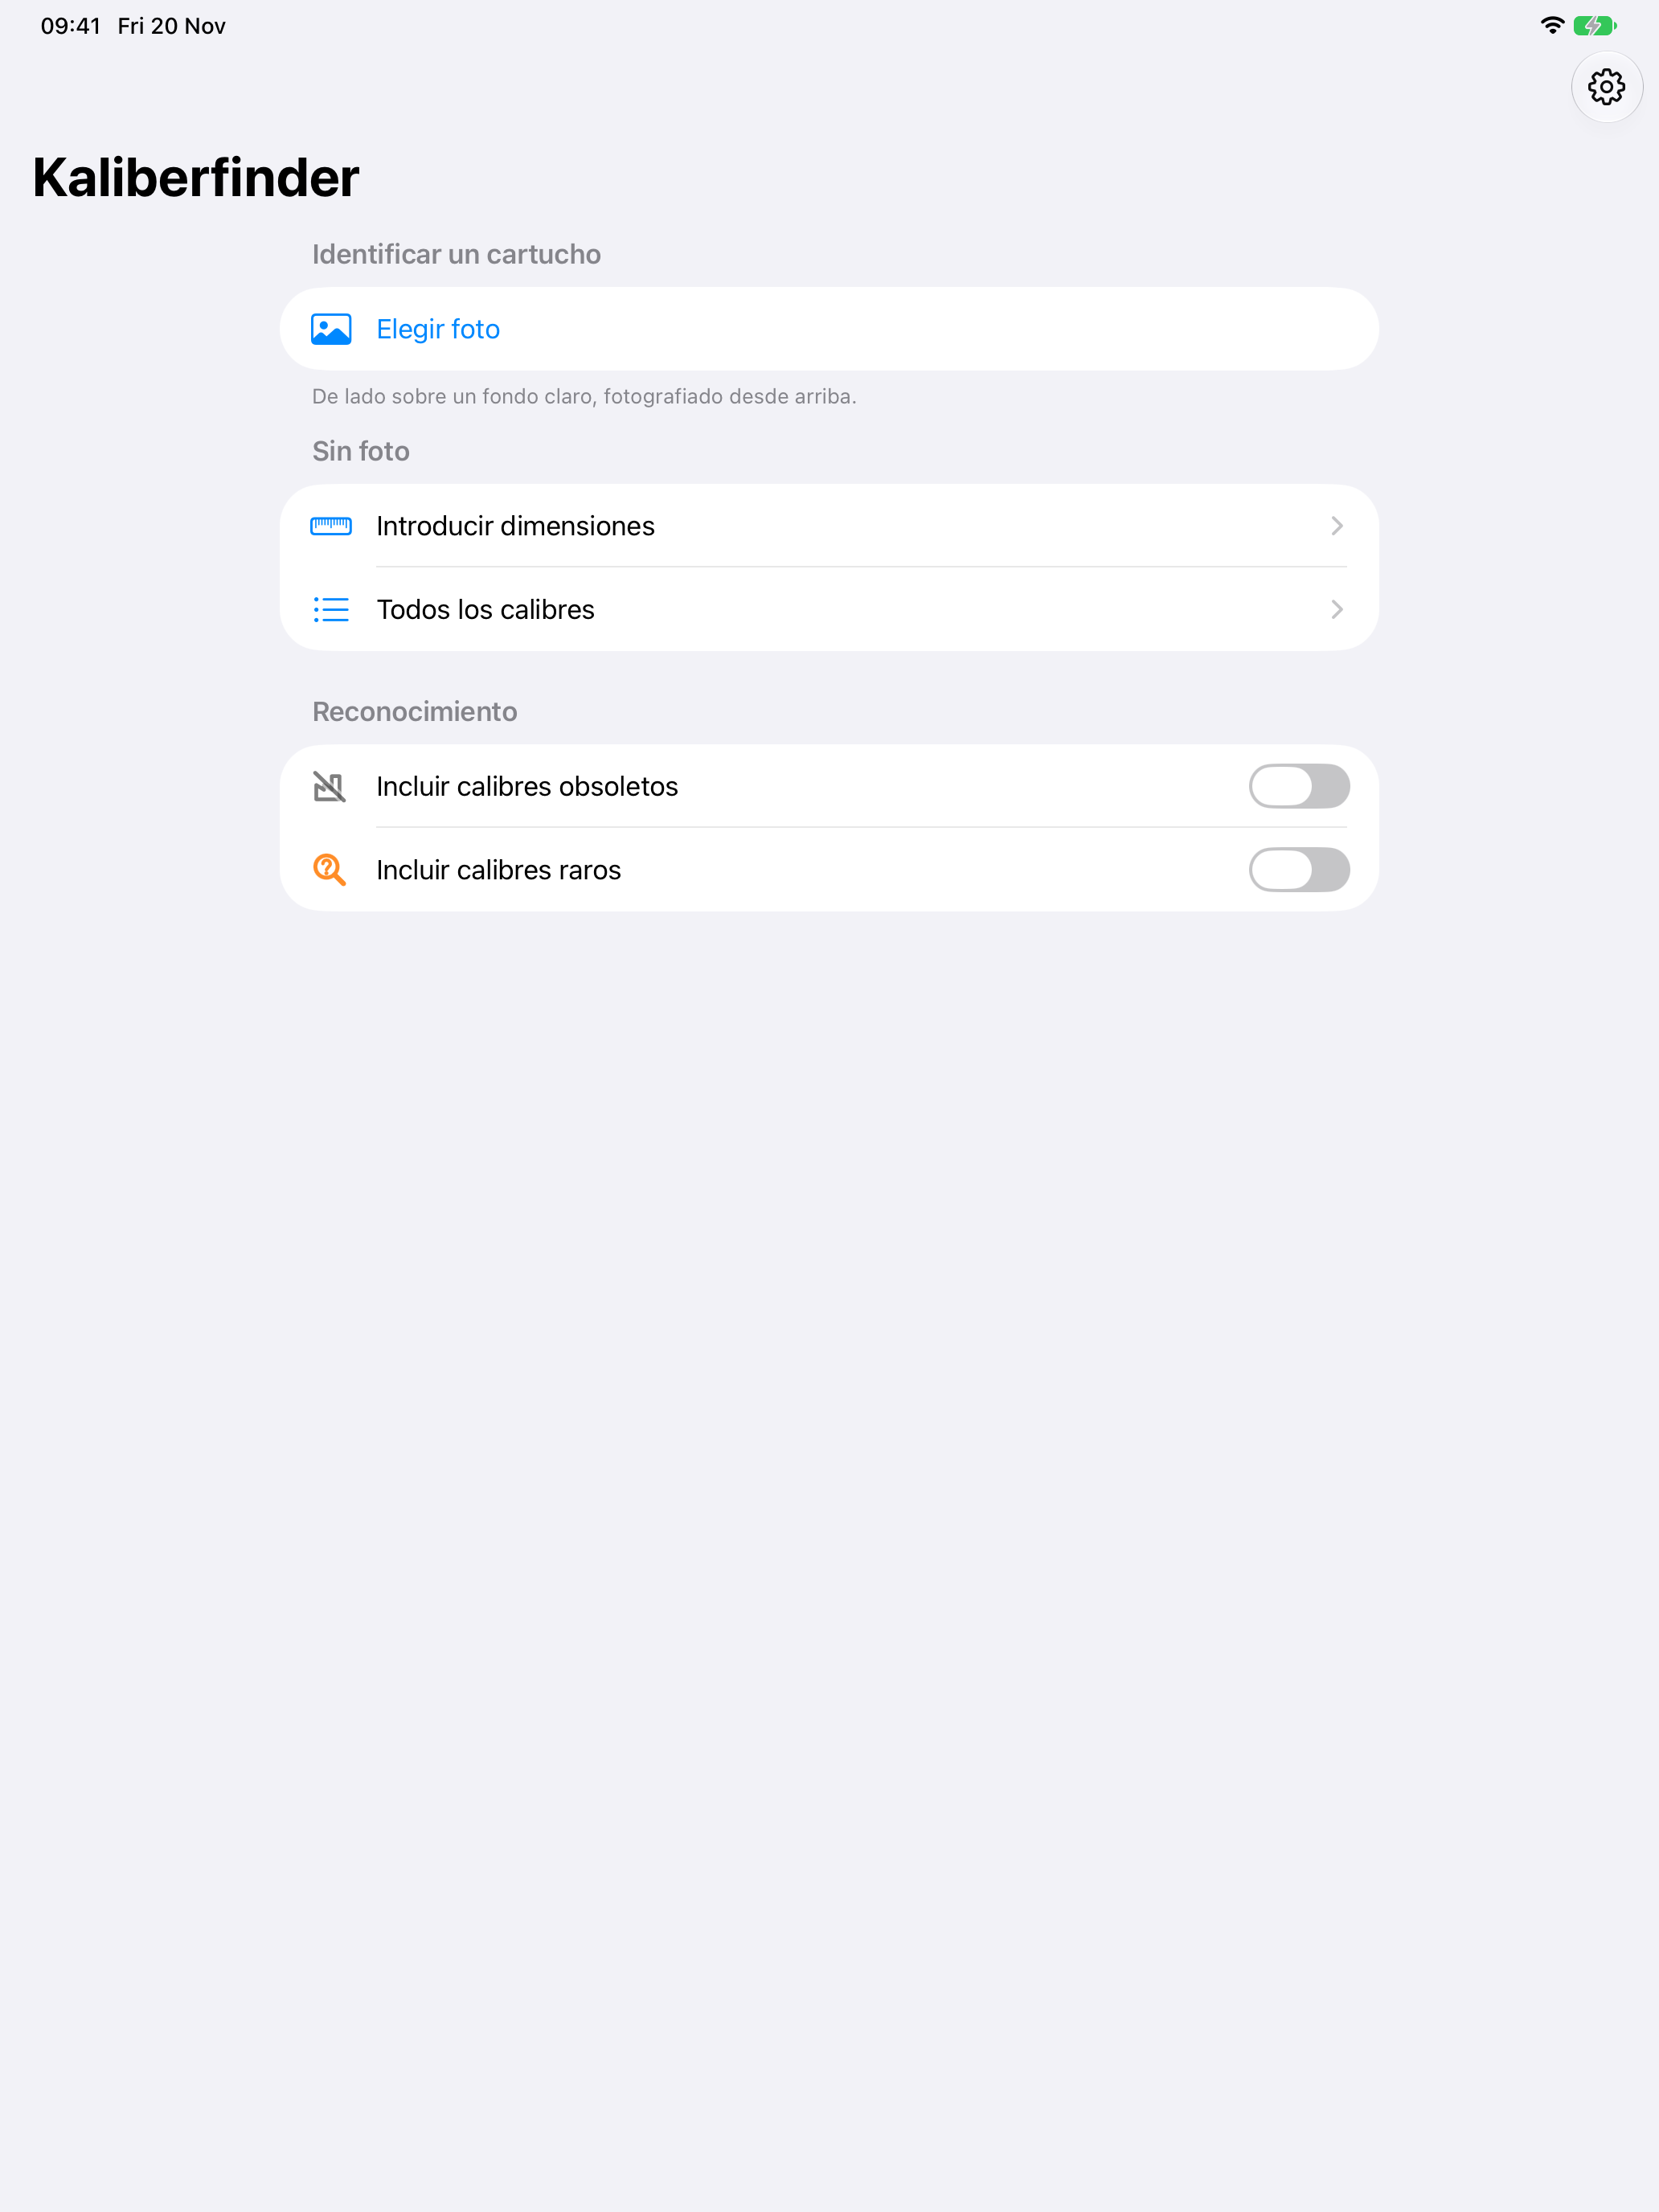 09:41 Fri 20 Nov
Kaliberfinder
Identificar un cartucho
Elegir foto
De lado sobre un fondo claro, fotografiado desde arriba.
Sin foto
Introducir dimensiones
Todos los calibres
Reconocimiento
Incluir calibres obsoletos
Incluir calibres raros